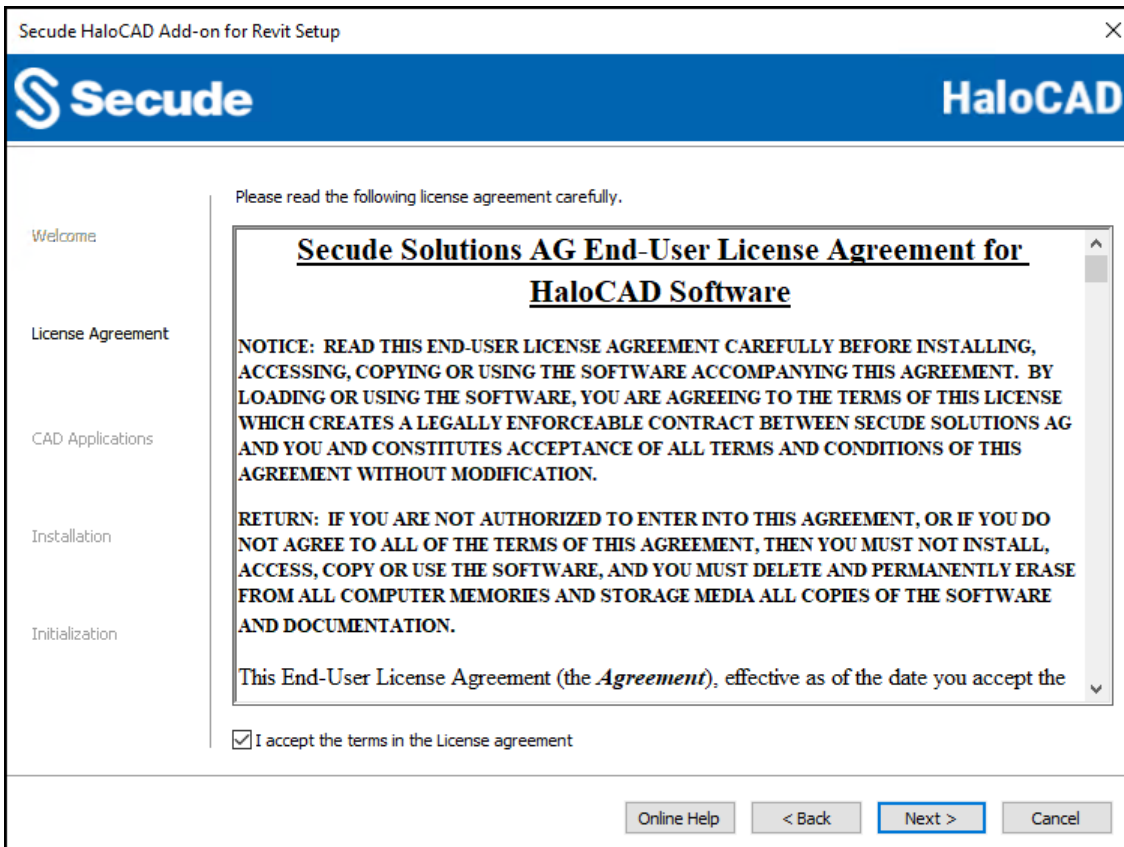 Secude HaloCAD Add-on for Revit Setup
Secude
HaloCAD
Please read the following license agreement carefully.
Welcome
License Agreement
CAD Applications
Installation
Initialization
Secude Solutions AG End-User License Agreement for
HaloCAD Software
NOTICE:  READ THIS END-USER LICENSE AGREEMENT CAREFULLY BEFORE INSTALLING,
ACCESSING, COPYING OR USING THE SOFTWARE ACCOMPANYING THIS AGREEMENT.  BY
LOADING OR USING THE SOFTWARE, YOU ARE AGREEING TO THE TERMS OF THIS LICENSE
WHICH CREATES A LEGALLY ENFORCEABLE CONTRACT BETWEEN SECUDE SOLUTIONS AG
AND YOU AND CONSTITUTES ACCEPTANCE OF ALL TERMS AND CONDITIONS OF THIS
AGREEMENT WITHOUT MODIFICATION.
RETURN:  IF YOU ARE NOT AUTHORIZED TO ENTER INTO THIS AGREEMENT, OR IF YOU DO
NOT AGREE TO ALL OF THE TERMS OF THIS AGREEMENT, THEN YOU MUST NOT INSTALL,
ACCESS, COPY OR USE THE SOFTWARE, AND YOU MUST DELETE AND PERMANENTLY ERASE
FROM ALL COMPUTER MEMORIES AND STORAGE MEDIA ALL COPIES OF THE SOFTWARE
AND DOCUMENTATION.
This End-User License Agreement (the Agreement), effective as of the date you accept the
I accept the terms in the License agreement
Online Help
< Back
Next >
Cancel